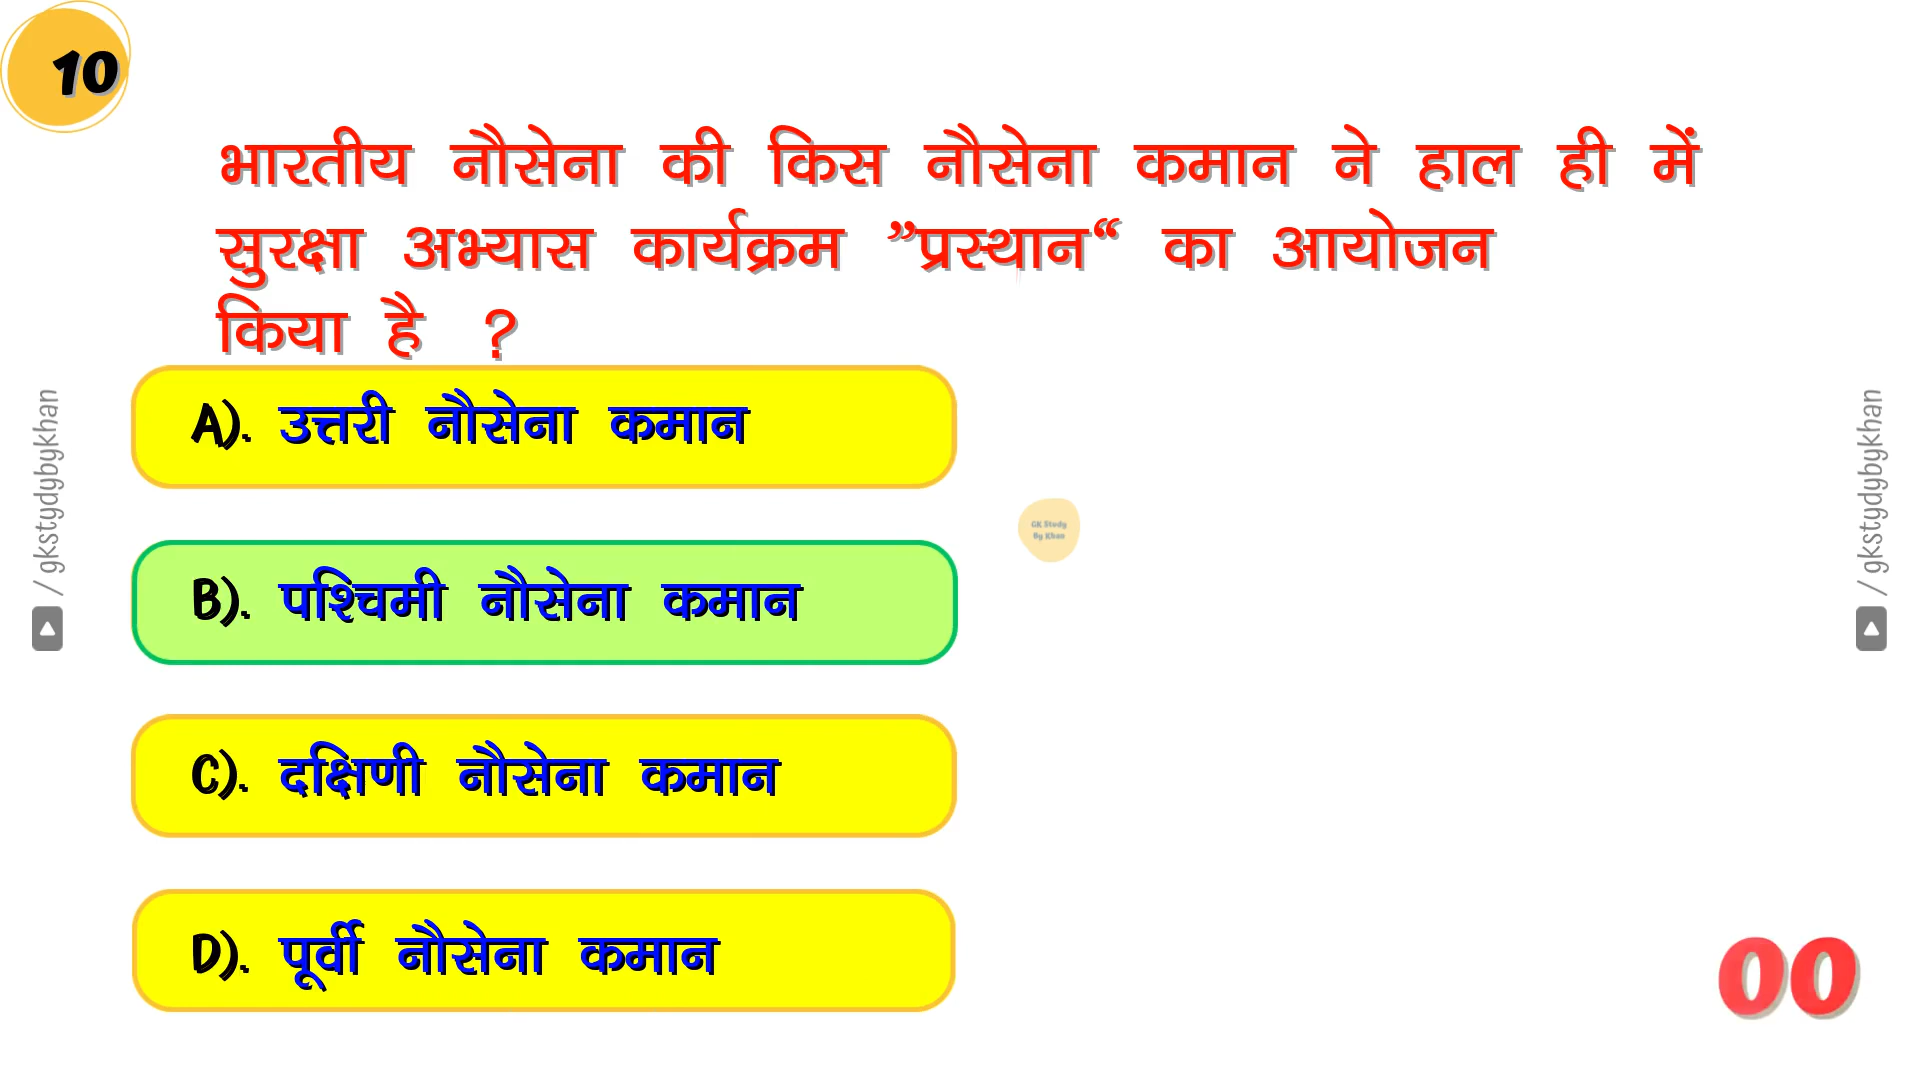 10
भारतीय नौसेना की किस नौसेना कमान ने हाल ही में
सुरक्षा अभ्यास कार्यक्रम ”प्रस्थान“ का आयोजन
किया है ?
A). उत्तरी नौसेना कमान
B). पश्चिमी नौसेना कमान
C). दक्षिणी नौसेना कमान
D). पूर्वी नौसेना कमान
/ gkstydybykhan
GK Study
By Khan
/ gkstydybykhan
00